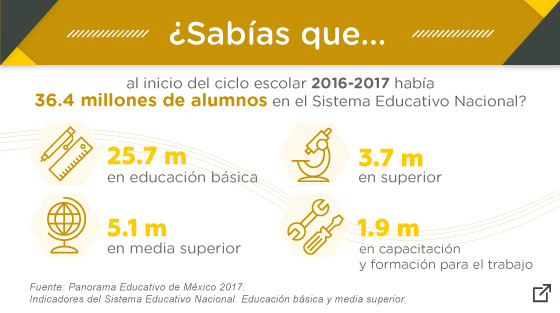 ¿Sabías que...
al inicio del ciclo escolar 2016-2017 había
36.4 millones de alumnos en el Sistema Educativo Nacional?
25.7 m
en educación básica
3.7 m
en superior
5.1 m
en media superior
1.9 m
en capacitación
y formación para el trabajo
Fuente: Panorama Educativo de México 2017.
Indicadores del Sistema Educativo Nacional. Educación básica y media superior.